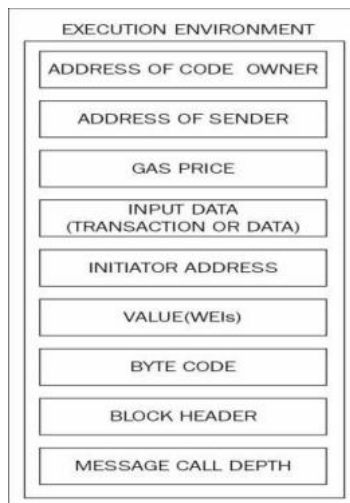 EXECUTION ENVIRONMENT
ADDRESS OF CODE OWNER
ADDRESS OF SENDER
GAS PRICE
INPUT DATA
(TRANSACTION OR DATA)
INITIATOR ADDRESS
VALUE(WEIs)
BYTE CODE
BLOCK HEADER
MESSAGE CALL DEPTH